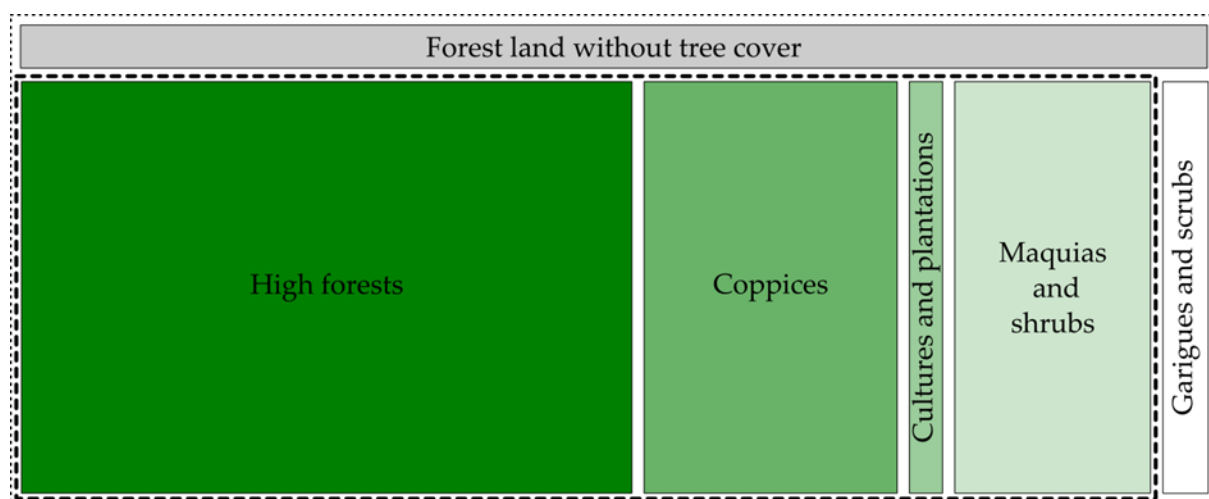 Forest land without tree cover
High forests
Coppices
Cultures and plantations
Maquias
and
shrubs
Garigues and scrubs